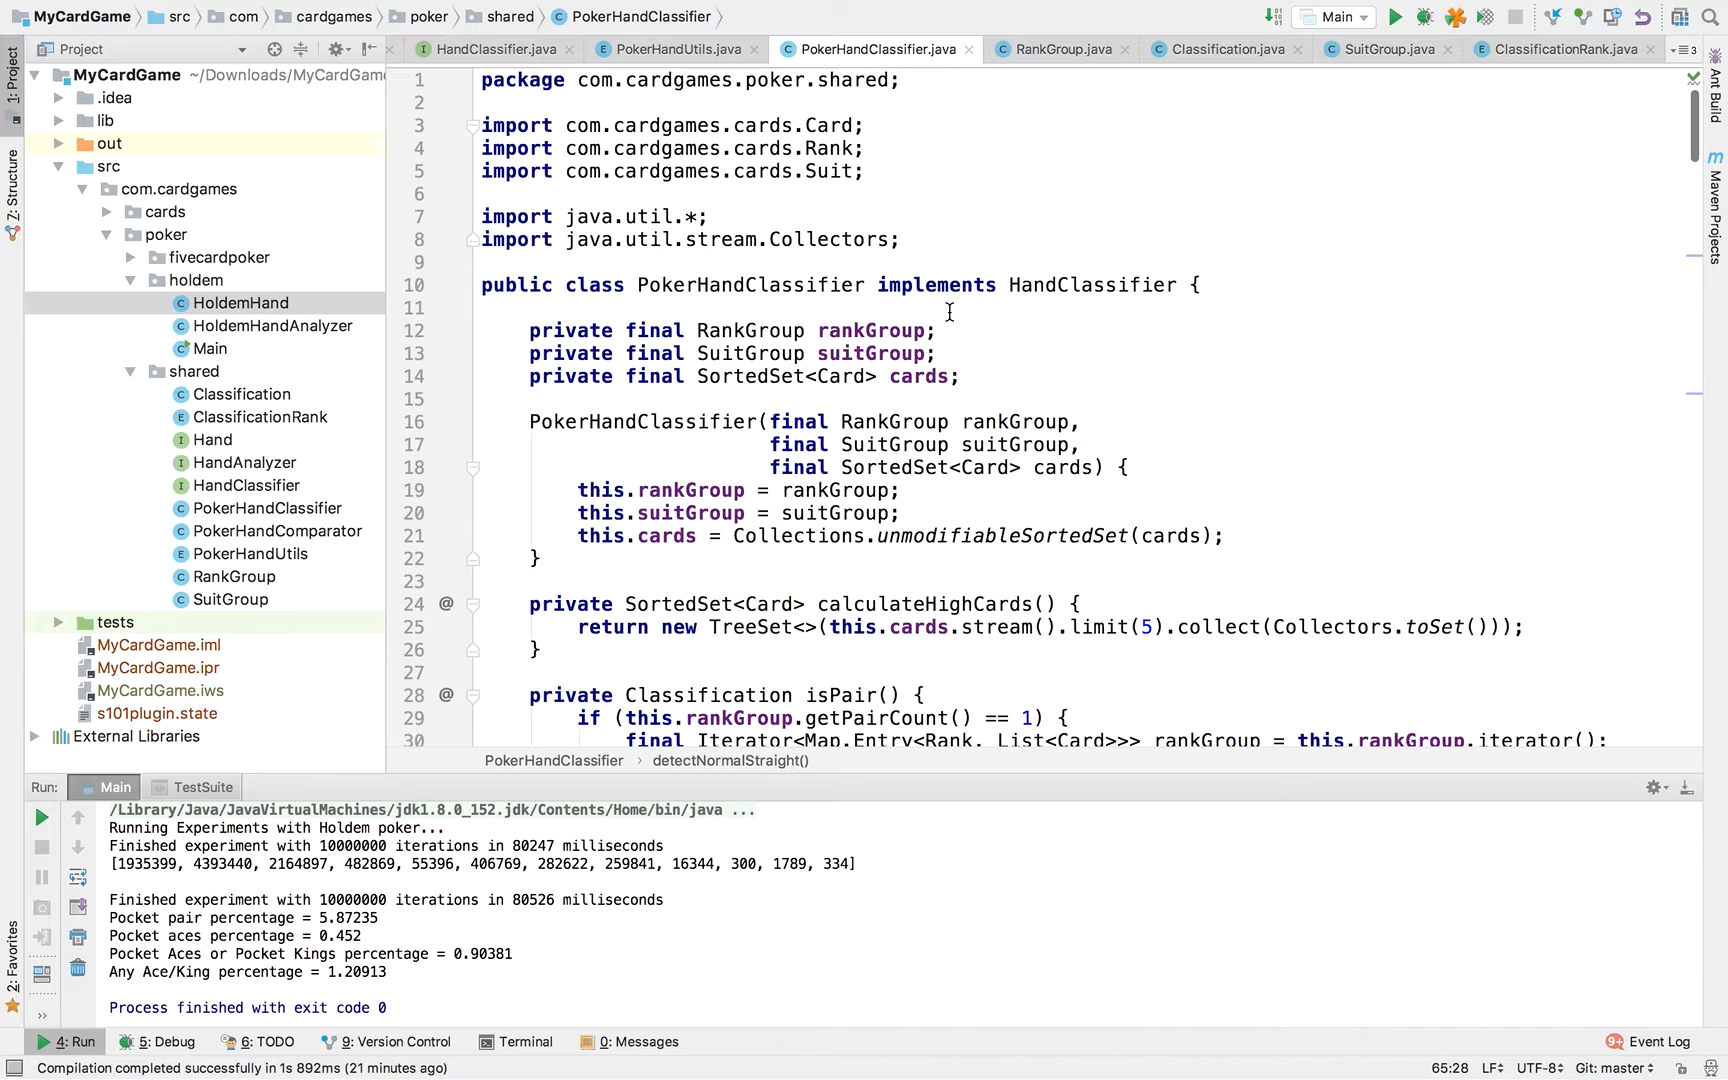 MyCardGame src com cardgames poker shared PokerHandClassifier Main
1: Project
7: Structure
2: Favorites
Project
HandClassifier.java PokerHandUtils.java PokerHandClassifier.java RankGroup.java Classification.java SuitGroup.java ClassificationRank.java
MyCardGame ~/Downloads/MyCardGam
.idea
lib
out
src
com.cardgames
cards
poker
fivecardpoker
holdem
HoldemHand
HoldemHandAnalyzer
Main
shared
Classification
ClassificationRank
Hand
HandAnalyzer
HandClassifier
PokerHandClassifier
PokerHandComparator
PokerHandUtils
RankGroup
SuitGroup
tests
MyCardGame.iml
MyCardGame.ipr
MyCardGame.iws
s101plugin.state
External Libraries
1 package com.cardgames.poker.shared;
2
3 import com.cardgames.cards.Card;
4 import com.cardgames.cards.Rank;
5 import com.cardgames.cards.Suit;
6
7 import java.util.*;
8 import java.util.stream.Collectors;
9
10 public class PokerHandClassifier implements HandClassifier {
11
12 private final RankGroup rankGroup;
13 private final SuitGroup suitGroup;
14 private final SortedSet<Card> cards;
15
16 PokerHandClassifier(final RankGroup rankGroup,
17 final SuitGroup suitGroup,
18 final SortedSet<Card> cards) {
19 this.rankGroup = rankGroup;
20 this.suitGroup = suitGroup;
21 this.cards = Collections.unmodifiableSortedSet(cards);
22 }
23
24 @ private SortedSet<Card> calculateHighCards() {
25 return new TreeSet<>(this.cards.stream().limit(5).collect(Collectors.toSet()));
26 }
27
28 @ private Classification isPair() {
29 if (this.rankGroup.getPairCount() == 1) {
30 final Iterator<Map.Entry<Rank, List<Card>>> rankGroup = this.rankGroup.iterator();
PokerHandClassifier › detectNormalStraight()
Ant Build
Maven Projects
Run: Main TestSuite
/Library/Java/JavaVirtualMachines/jdk1.8.0_152.jdk/Contents/Home/bin/java ...
Running Experiments with Holdem poker...
Finished experiment with 10000000 iterations in 80247 milliseconds
[1935399, 4393440, 2164897, 482869, 55396, 406769, 282622, 259841, 16344, 300, 1789, 334]
Finished experiment with 10000000 iterations in 80526 milliseconds
Pocket pair percentage = 5.87235
Pocket aces percentage = 0.452
Pocket Aces or Pocket Kings percentage = 0.90381
Any Ace/King percentage = 1.20913
Process finished with exit code 0
4: Run 5: Debug 6: TODO 9: Version Control Terminal 0: Messages 9+ Event Log
Compilation completed successfully in 1s 892ms (21 minutes ago) 65:28 LF UTF-8 Git: master